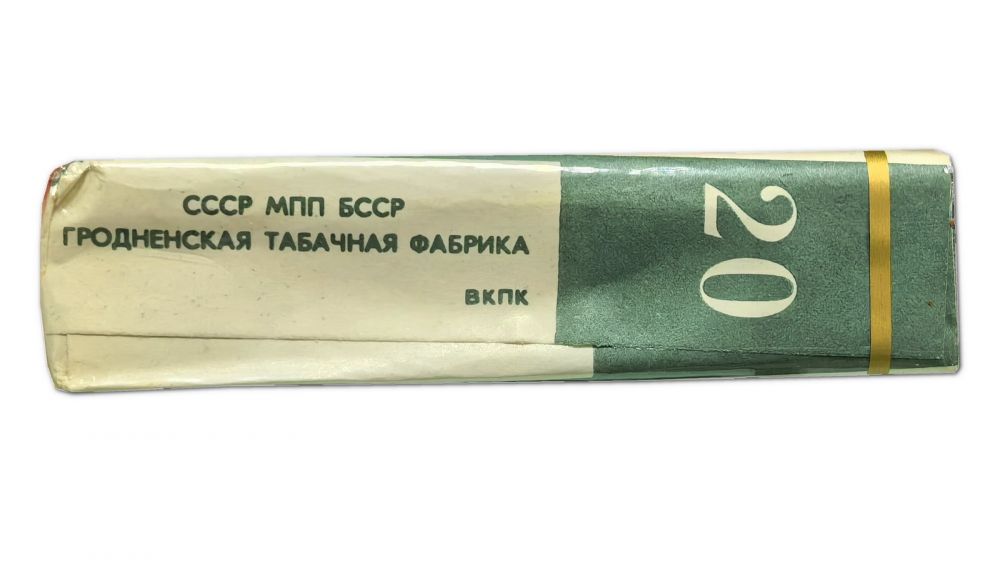 СССР МПП БССР
ГРОДНЕНСКАЯ ТАБАЧНАЯ ФАБРИКА
ВКПК
20